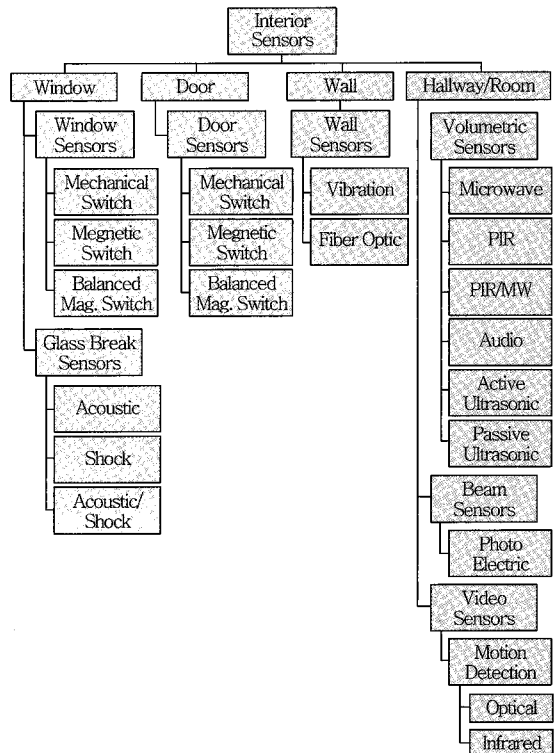 Interior
Sensors
Window
Door
Wall
Hallway/Room
Window
Sensors
Mechanical
Switch
Megnetic
Switch
Balanced
Mag. Switch
Glass Break
Sensors
Acoustic
Shock
Acoustic/
Shock
Door
Sensors
Mechanical
Switch
Megnetic
Switch
Balanced
Mag. Switch
Wall
Sensors
Vibration
Fiber Optic
Volumetric
Sensors
Microwave
PIR
PIR/MW
Audio
Active
Ultrasonic
Passive
Ultrasonic
Beam
Sensors
Photo
Electric
Video
Sensors
Motion
Detection
Optical
Infrared